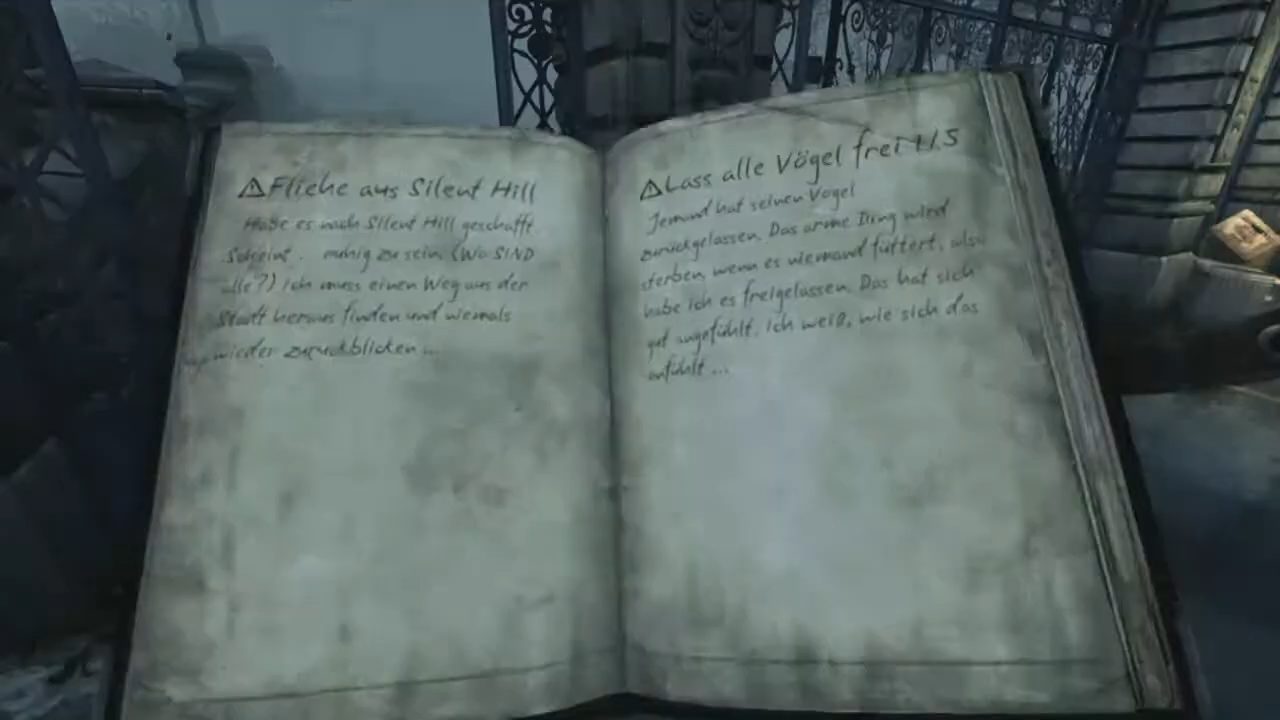 Fliehe aus Silent Hill
Habe es nach Silent Hill geschafft.
Scheint ruhig zu sein. (Wo SIND
alle?) Ich muss einen Weg aus der
Stadt heraus finden und niemals
wieder zurückblicken ...
Lass alle Vögel frei 1/5
Jemand hat seinen Vogel
zurückgelassen. Das arme Ding wird
sterben, wenn es niemand füttert, also
habe ich es freigelassen. Das hat sich
gut angefühlt. Ich weiß, wie sich das
anfühlt ...